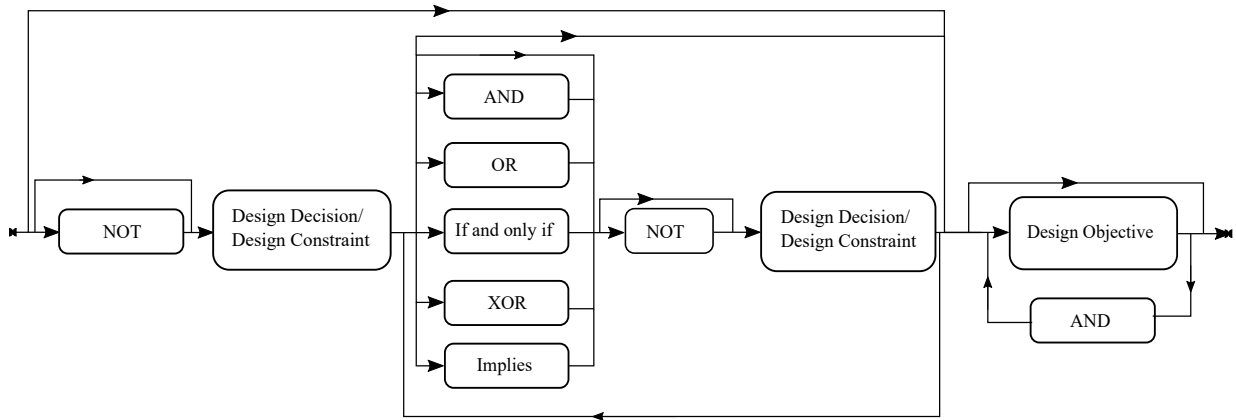 AND
OR
NOT
Design Decision/
Design Constraint
If and only if
NOT
Design Decision/
Design Constraint
Design Objective
XOR
AND
Implies